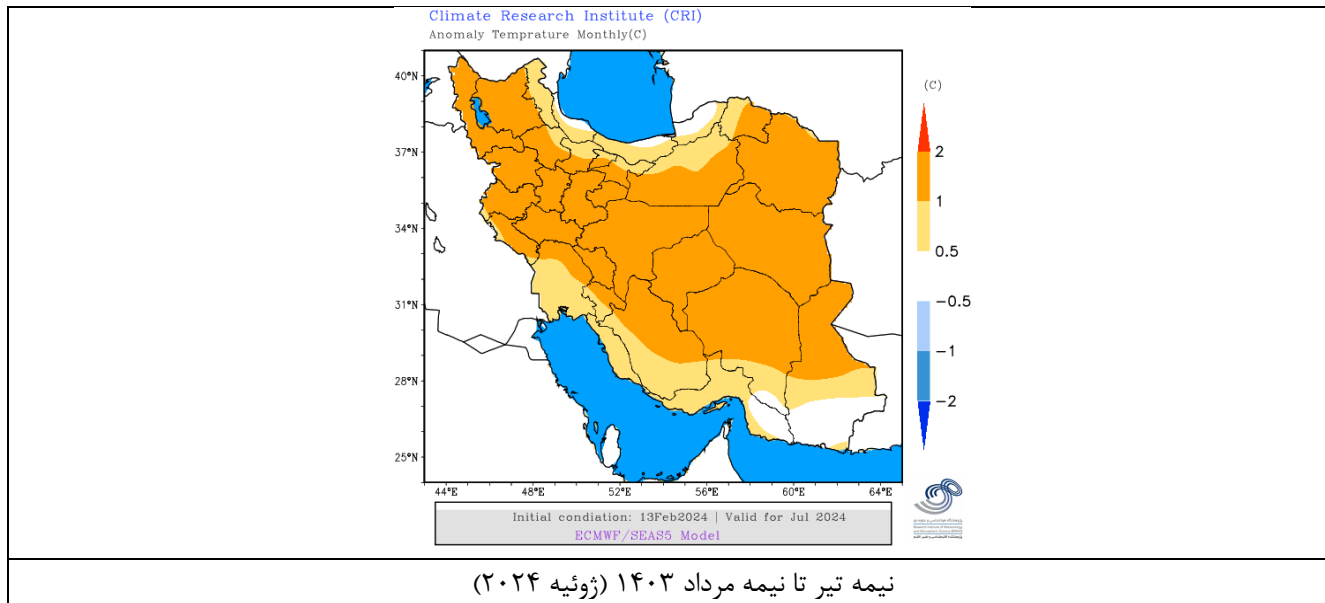 Climate Research Institute (CRI)
Anomaly Temprature Monthly(C)
40°N
37°N
34°N
31°N
28°N
25°N
44°E 48°E 52°E 56°E 60°E 64°E
(C)
2
1
0.5
−0.5
−1
−2
Initial condiation: 13Feb2024 | Valid for Jul 2024
ECMWF/SEAS5 Model
نیمه تیر تا نیمه مرداد ۱۴۰۳ (ژوئیه ۲۰۲۴)